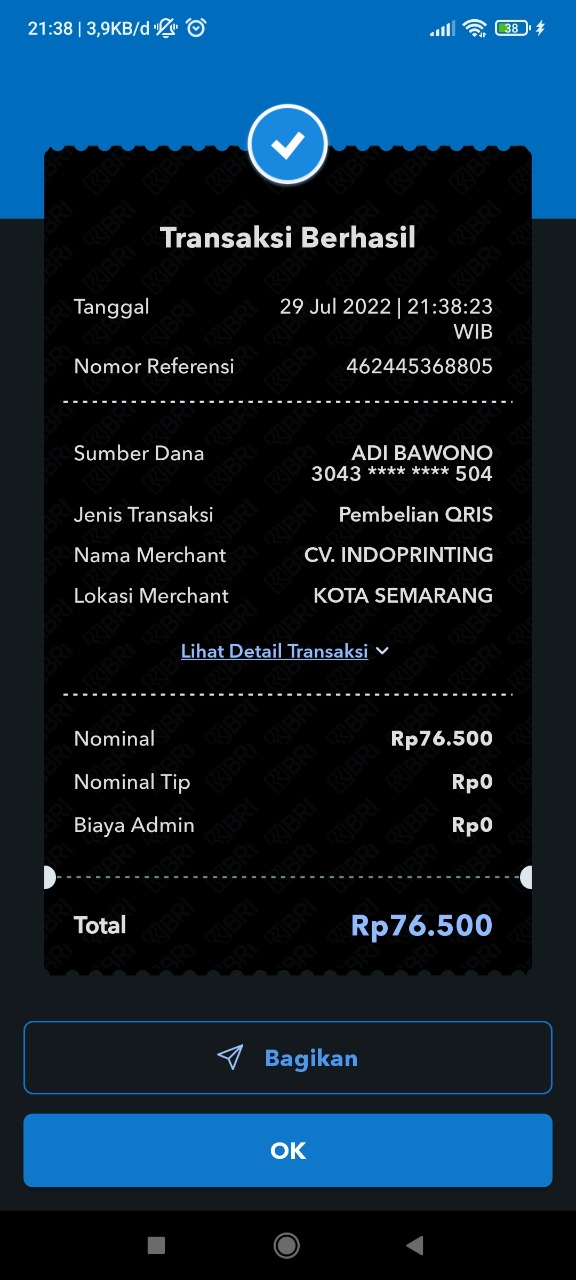 21:38 | 3,9KB/d
38
Transaksi Berhasil
Tanggal 29 Jul 2022 | 21:38:23
WIB
Nomor Referensi 462445368805
Sumber Dana ADI BAWONO
3043 **** **** 504
Jenis Transaksi Pembelian QRIS
Nama Merchant CV. INDOPRINTING
Lokasi Merchant KOTA SEMARANG
Lihat Detail Transaksi
Nominal Rp76.500
Nominal Tip Rp0
Biaya Admin Rp0
Total Rp76.500
Bagikan
OK